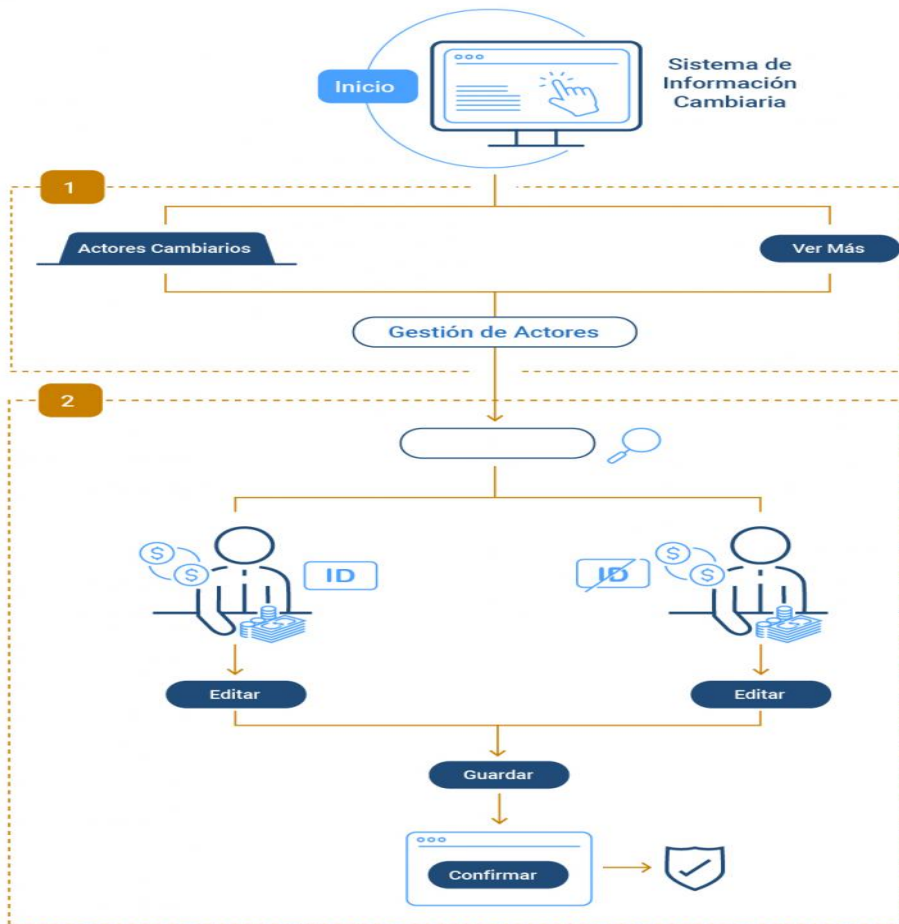 Inicio
Sistema de
Información
Cambiaria
1
Actores Cambiarios
Ver Más
Gestión de Actores
2
$
$
ID
ID
$
$
Editar
Editar
Guardar
Confirmar